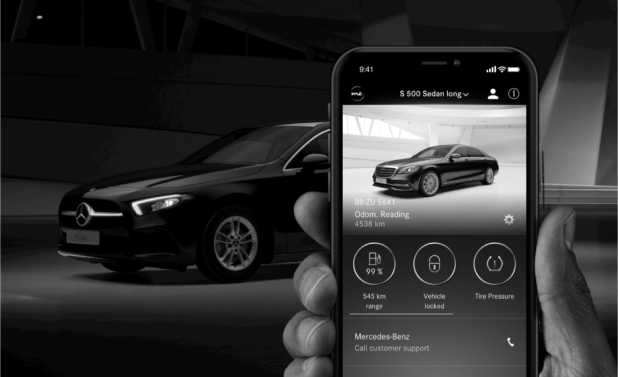 9:41
me
S 500 Sedan long
BB-ZU 5641
Odom. Reading
4538 km
99 %
545 km
range
Vehicle
locked
Tire Pressure
Mercedes-Benz
Call customer support